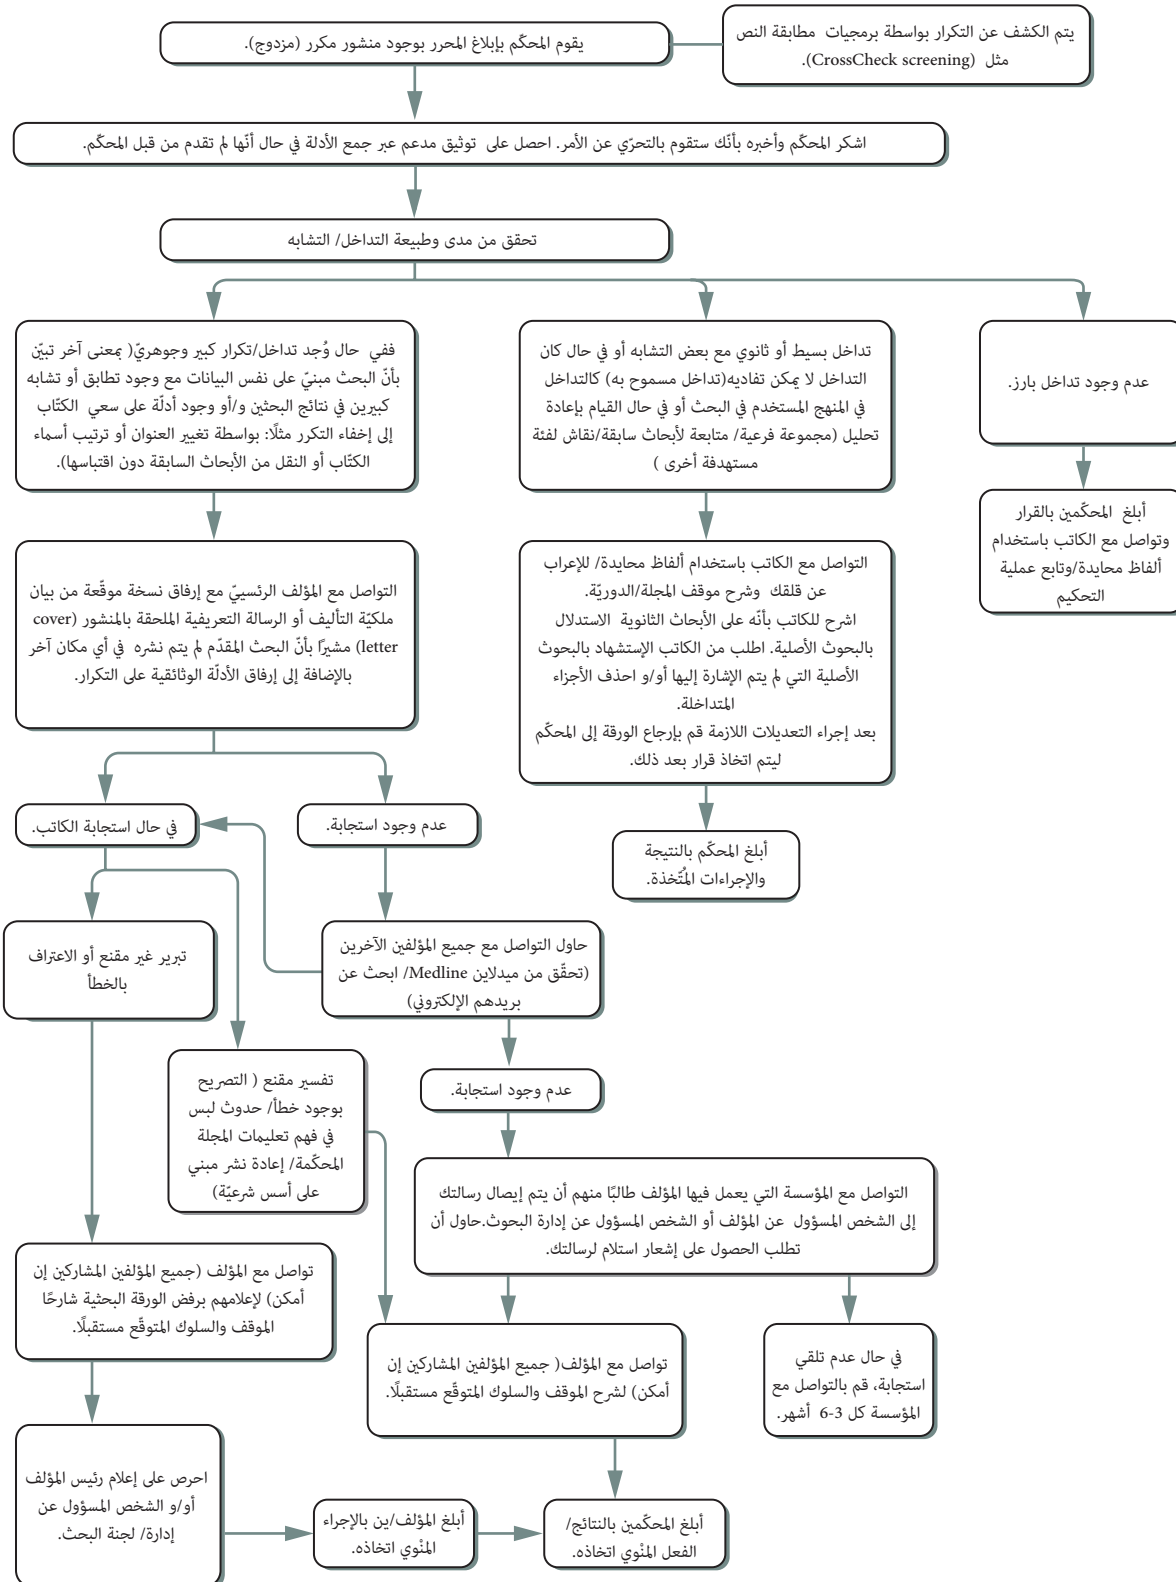 يقوم المحكّم بإبلاغ المحرر بوجود منشور مكرر (مزدوج).
يتم الكشف عن التكرار بواسطة برمجيات مطابقة النص
مثل (CrossCheck screening).
اشكر المحكّم وأخبره بأنّك ستقوم بالتحرّي عن الأمر. احصل على توثيق مدعم عبر جمع الأدلة في حال أنّها لم تقدم من قبل المحكّم.
تحقق من مدى وطبيعة التداخل/ التشابه
ففي حال وُجد تداخل/تكرار كبير وجوهريّ( بمعنى آخر تبيّن
بأنّ البحث مبنيّ على نفس البيانات مع وجود تطابق أو تشابه
كبيرين في نتائج البحثين و/أو وجود أدلّة على سعي الكتّاب
إلى إخفاء التكرر مثلًا: بواسطة تغيير العنوان أو ترتيب أسماء
الكتّاب أو النقل من الأبحاث السابقة دون اقتباسها).
تداخل بسيط أو ثانوي مع بعض التشابه أو في حال كان
التداخل لا يمكن تفاديه(تداخل مسموح به) كالتداخل
في المنهج المستخدم في البحث أو في حال القيام بإعادة
تحليل (مجموعة فرعية/ متابعة لأبحاث سابقة/نقاش لفئة
مستهدفة أخرى )
عدم وجود تداخل بارز.
أبلغ المحكّمين بالقرار
وتواصل مع الكاتب باستخدام
ألفاظ محايدة/وتابع عملية
التحكيم
التواصل مع المؤلف الرئسييّ مع إرفاق نسخة موقّعة من بيان
ملكيّة التأليف أو الرسالة التعريفية الملحقة بالمنشور (cover
letter) مشيرًا بأنّ البحث المقدّم لم يتم نشره في أي مكان آخر
بالإضافة إلى إرفاق الأدلّة الوثائقية على التكرار.
التواصل مع الكاتب باستخدام ألفاظ محايدة/ للإعراب
عن قلقك وشرح موقف المجلة/الدوريّة.
اشرح للكاتب بأنّه على الأبحاث الثانوية الاستدلال
بالبحوث الأصلية. اطلب من الكاتب الإستشهاد بالبحوث
الأصلية التي لم يتم الإشارة إليها أو/و احذف الأجزاء
المتداخلة.
بعد إجراء التعديلات اللازمة قم بإرجاع الورقة إلى المحكّم
ليتم اتخاذ قرار بعد ذلك.
في حال استجابة الكاتب.
عدم وجود استجابة.
أبلغ المحكّم بالنتيجة
والإجراءات المُتّخذة.
تبرير غير مقنع أو الاعتراف
بالخطأ
حاول التواصل مع جميع المؤلفين الآخرين
(تحقّق من ميدلاين Medline/ ابحث عن
بريدهم الإلكتروني)
تفسير مقنع ( التصريح
بوجود خطأ/ حدوث لبس
في فهم تعليمات المجلة
المحكّمة/ إعادة نشر مبني
على أسس شرعيّة)
عدم وجود استجابة.
التواصل مع المؤسسة التي يعمل فيها المؤلف طالبًا منهم أن يتم إيصال رسالتك
إلى الشخص المسؤول عن المؤلف أو الشخص المسؤول عن إدارة البحوث.حاول أن
تطلب الحصول على إشعار استلام لرسالتك.
تواصل مع المؤلف (جميع المؤلفين المشاركين إن
أمكن) لإعلامهم برفض الورقة البحثية شارحًا
الموقف والسلوك المتوقّع مستقبلًا.
تواصل مع المؤلف( جميع المؤلفين المشاركين إن
أمكن) لشرح الموقف والسلوك المتوقّع مستقبلًا.
في حال عدم تلقي
استجابة، قم بالتواصل مع
المؤسسة كل 3-6 أشهر.
احرص على إعلام رئيس المؤلف
أو/و الشخص المسؤول عن
إدارة/ لجنة البحث.
أبلغ المؤلف/ين بالإجراء
المنْوي اتخاذه.
أبلغ المحكّمين بالنتائج/
الفعل المنْوي اتخاذه.